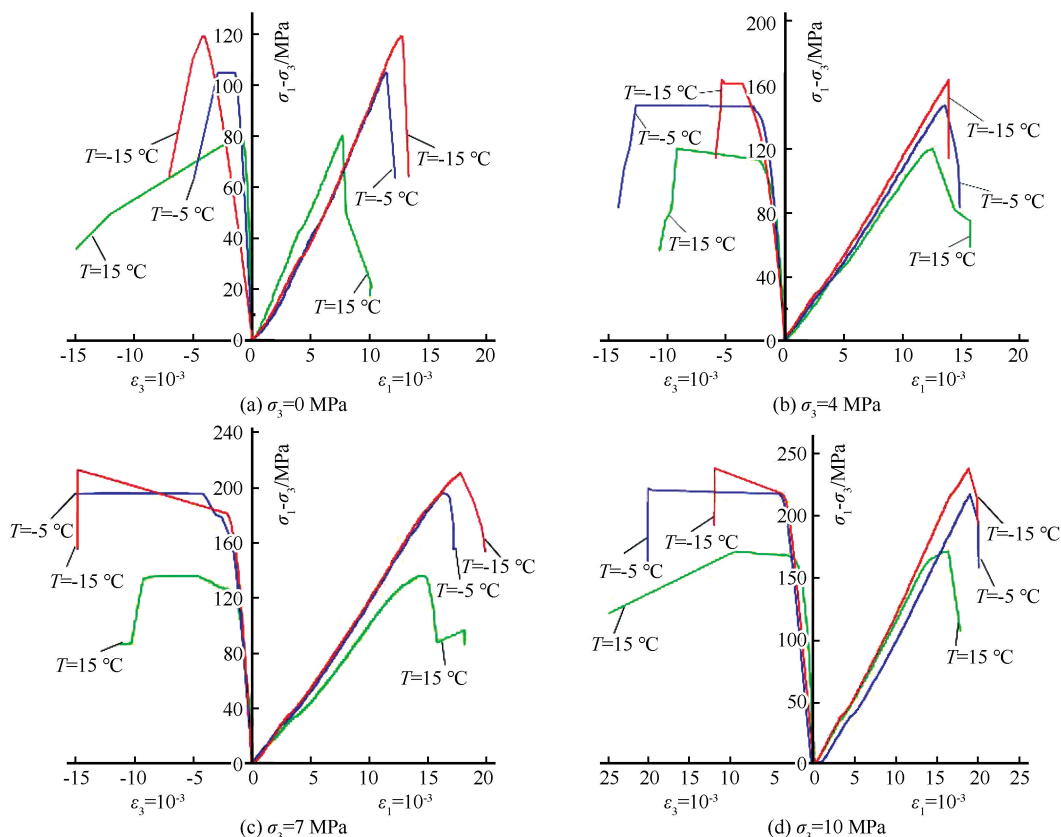 σ₁-σ₃/MPa
120
100
80
60
40
20
0
-15
-10
-5
0
5
10
15
20
T=-15 °C
T=-5 °C
T=15 °C
T=-15 °C
T=-5 °C
T=15 °C
ε₃=10⁻³
ε₁=10⁻³
(a) σ₃=0 MPa
σ₁-σ₃/MPa
200
160
120
80
40
0
-15
-10
-5
0
5
10
15
20
T=-15 °C
T=-5 °C
T=15 °C
T=-15 °C
T=-5 °C
T=15 °C
ε₃=10⁻³
ε₁=10⁻³
(b) σ₃=4 MPa
σ₁-σ₃/MPa
240
200
160
120
80
40
0
-15
-10
-5
0
5
10
15
20
T=-5 °C
T=-15 °C
T=15 °C
T=-15 °C
T=-5 °C
T=15 °C
ε₃=10⁻³
ε₁=10⁻³
(c) σ₃=7 MPa
σ₁-σ₃/MPa
250
200
150
100
50
0
25
20
15
10
5
0
5
10
15
20
25
T=-15 °C
T=-5 °C
T=15 °C
T=-15 °C
T=-5 °C
T=15 °C
ε₃=10⁻³
ε₁=10⁻³
(d) σ₃=10 MPa